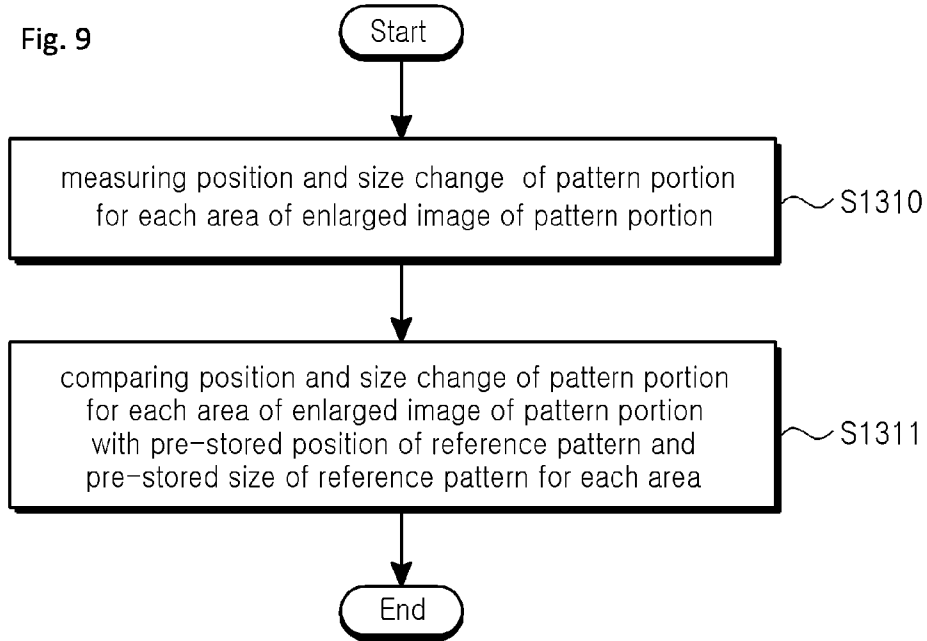 Fig. 9
Start
measuring position and size change of pattern portion
for each area of enlarged image of pattern portion
S1310
comparing position and size change of pattern portion
for each area of enlarged image of pattern portion
with pre-stored position of reference pattern and
pre-stored size of reference pattern for each area
S1311
End